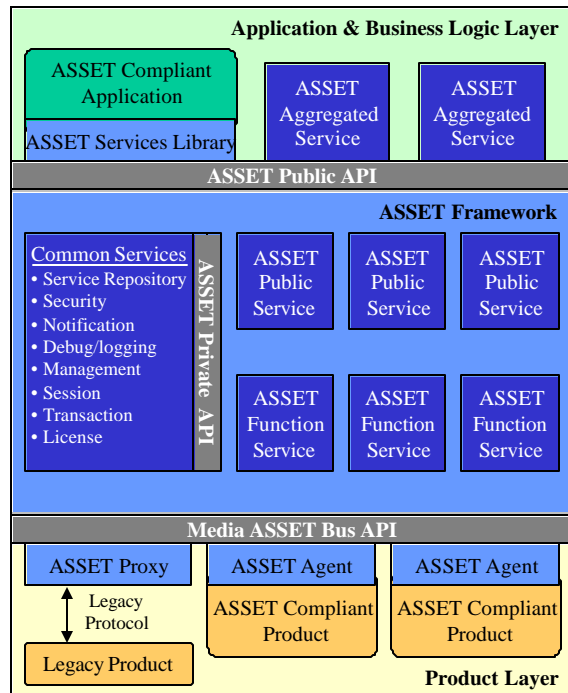 Application & Business Logic Layer
ASSET Compliant
Application
ASSET Services Library
ASSET
Aggregated
Service
ASSET
Aggregated
Service
ASSET Public API
ASSET Framework
Common Services
• Service Repository
• Security
• Notification
• Debug/logging
• Management
• Session
• Transaction
• License
ASSET Private API
ASSET
Public
Service
ASSET
Public
Service
ASSET
Public
Service
ASSET
Function
Service
ASSET
Function
Service
ASSET
Function
Service
Media ASSET Bus API
ASSET Proxy
Legacy
Protocol
Legacy Product
ASSET Agent
ASSET Compliant
Product
ASSET Agent
ASSET Compliant
Product
Product Layer